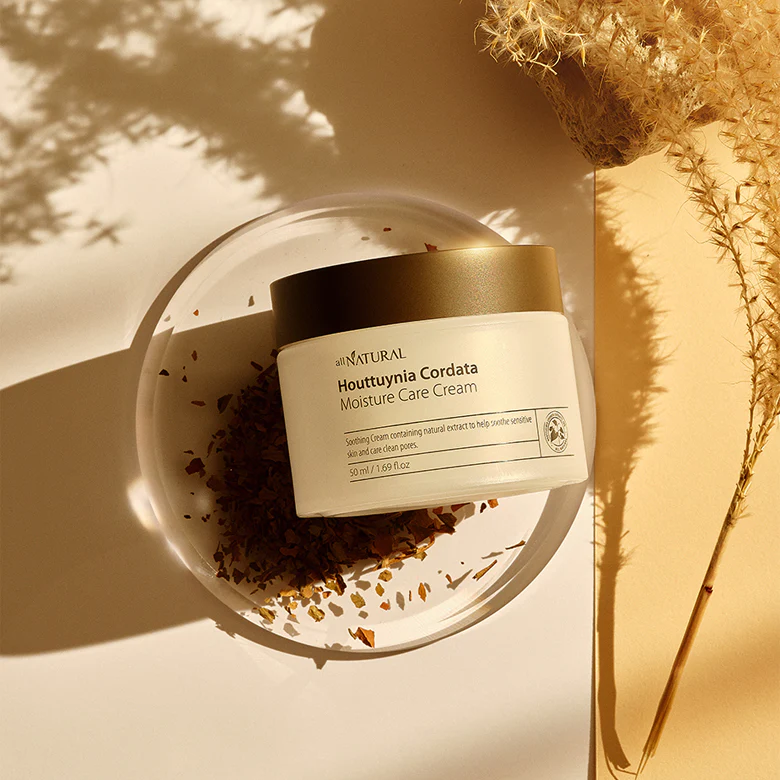 all NATURAL
Houttuynia Cordata
Moisture Care Cream
Soothing Cream containing natural extract to help soothe sensitive
skin and care clean pores.
50 ml / 1.69 fl.oz